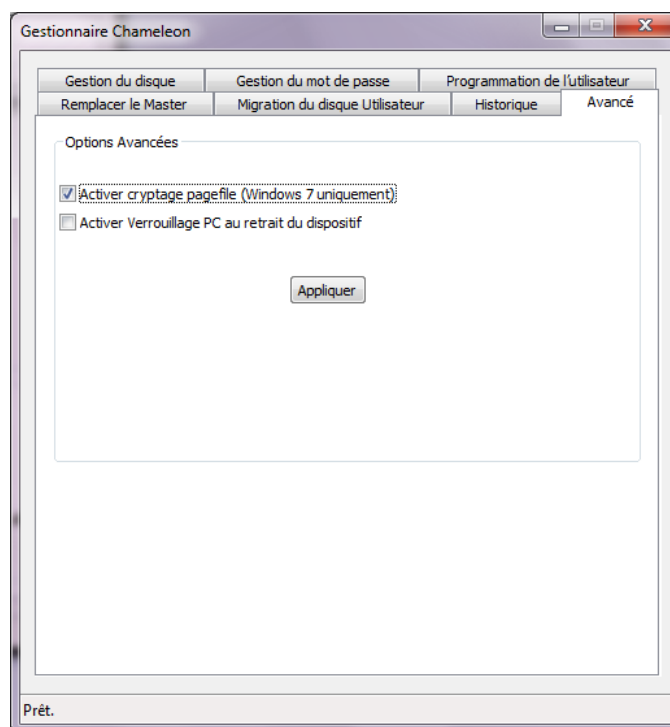 Gestionnaire Chameleon
Gestion du disque Gestion du mot de passe Programmation de l'utilisateur
Remplacer le Master Migration du disque Utilisateur Historique Avancé
Options Avancées
Activer cryptage pagefile (Windows 7 uniquement)
Activer Verrouillage PC au retrait du dispositif
Appliquer
Prêt.